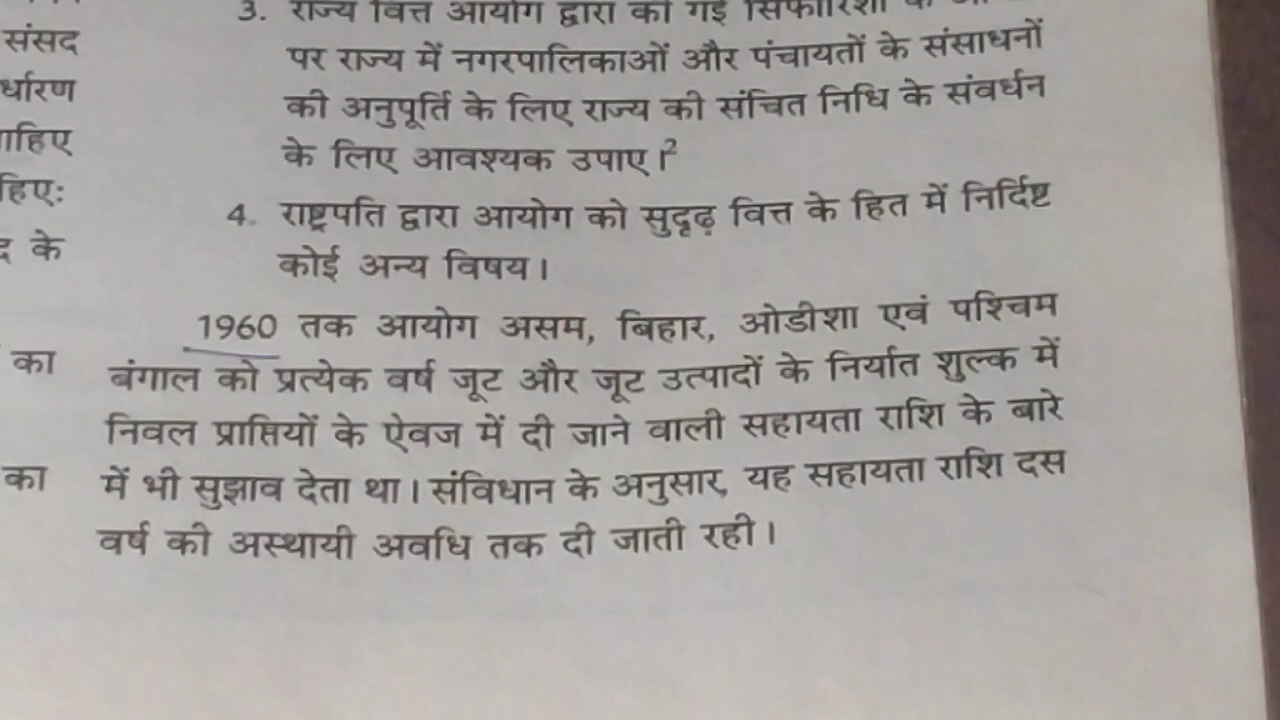 संसद
र्धारण
हिए:
के
का
का
3. राज्य वित्त आयोग द्वारा की गई सिफारिशों के
पर राज्य में नगरपालिकाओं और पंचायतों के संसाधनों
की अनुपूर्ति के लिए राज्य की संचित निधि के संवर्धन
के लिए आवश्यक उपाए।²
4. राष्ट्रपति द्वारा आयोग को सुदृढ़ वित्त के हित में निर्दिष्ट
कोई अन्य विषय।
1960 तक आयोग असम, बिहार, ओडीशा एवं पश्चिम
बंगाल को प्रत्येक वर्ष जूट और जूट उत्पादों के निर्यात शुल्क में
निवल प्राप्तियों के ऐवज में दी जाने वाली सहायता राशि के बारे
में भी सुझाव देता था। संविधान के अनुसार, यह सहायता राशि दस
वर्ष की अस्थायी अवधि तक दी जाती रही।